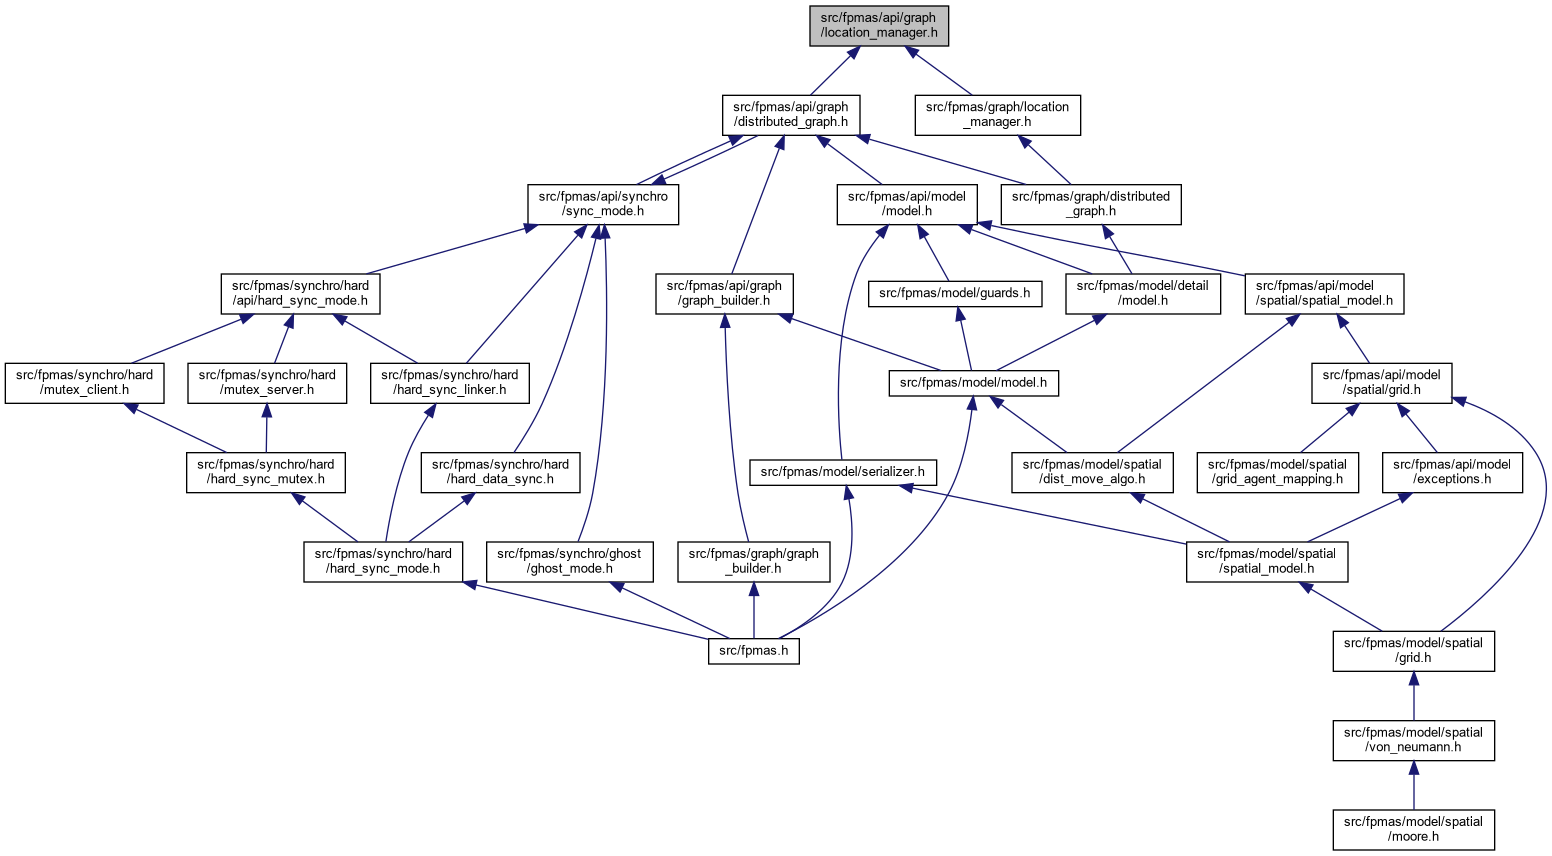 src/fpmas/api/graph
/location_manager.h
src/fpmas/api/graph
/distributed_graph.h
src/fpmas/graph/location
_manager.h
src/fpmas/api/synchro
/sync_mode.h
src/fpmas/api/model
/model.h
src/fpmas/graph/distributed
_graph.h
src/fpmas/synchro/hard
/api/hard_sync_mode.h
src/fpmas/api/graph
/graph_builder.h
src/fpmas/model/guards.h
src/fpmas/model/detail
/model.h
src/fpmas/api/model
/spatial/spatial_model.h
src/fpmas/synchro/hard
/mutex_client.h
src/fpmas/synchro/hard
/mutex_server.h
src/fpmas/synchro/hard
/hard_sync_linker.h
src/fpmas/model/model.h
src/fpmas/api/model
/spatial/grid.h
src/fpmas/synchro/hard
/hard_sync_mutex.h
src/fpmas/synchro/hard
/hard_data_sync.h
src/fpmas/model/serializer.h
src/fpmas/model/spatial
/dist_move_algo.h
src/fpmas/model/spatial
/grid_agent_mapping.h
src/fpmas/api/model
/exceptions.h
src/fpmas/synchro/hard
/hard_sync_mode.h
src/fpmas/synchro/ghost
/ghost_mode.h
src/fpmas/graph/graph
_builder.h
src/fpmas/model/spatial
/spatial_model.h
src/fpmas.h
src/fpmas/model/spatial
/grid.h
src/fpmas/model/spatial
/von_neumann.h
src/fpmas/model/spatial
/moore.h